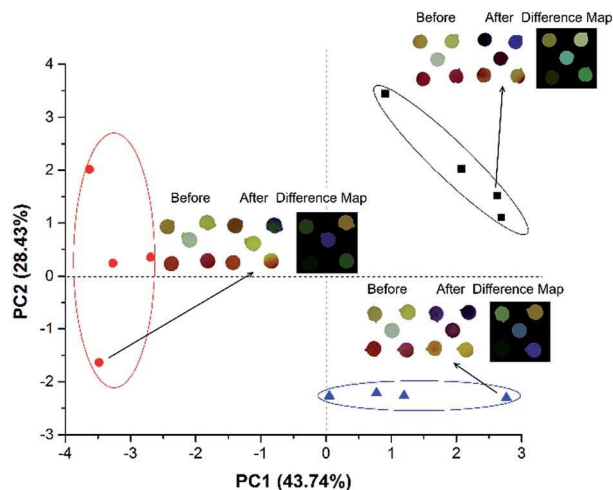 Before After Difference Map
Before After Difference Map
Before After Difference Map
4
3
2
1
0
-1
-2
-3
-4 -3 -2 -1 0 1 2 3
PC2 (28.43%)
PC1 (43.74%)